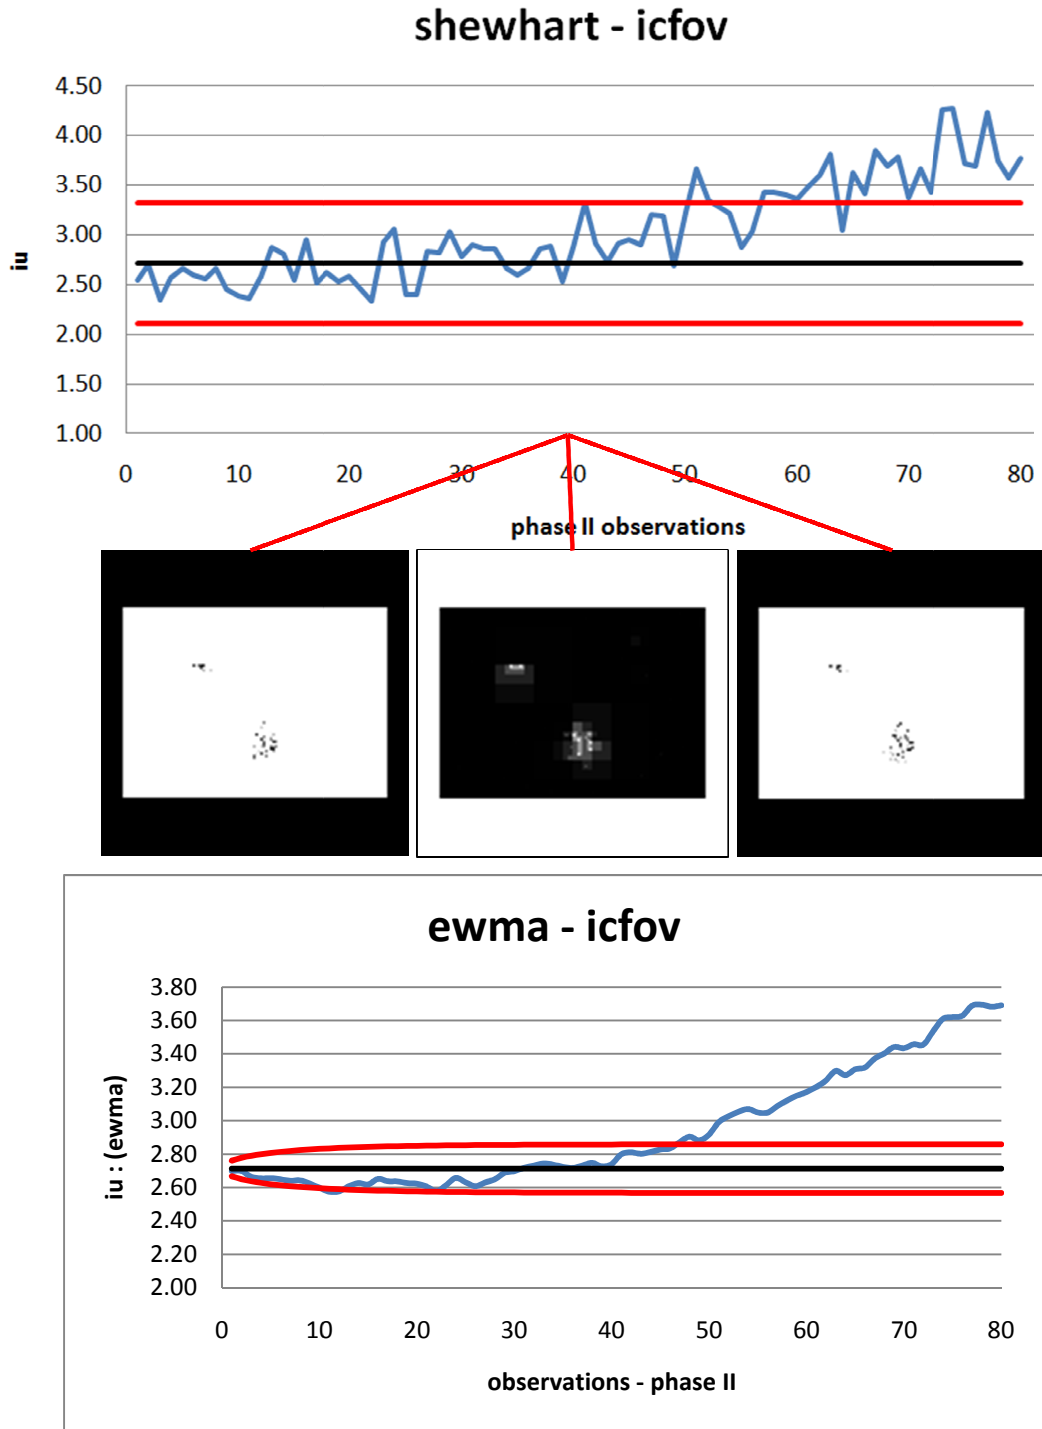 shewhart - icfov
4.50
4.00
3.50
3.00
2.50
2.00
1.50
1.00
iu
0 10 20 30 40 50 60 70 80
phase II observations
ewma - icfov
3.80
3.60
3.40
3.20
3.00
2.80
2.60
2.40
2.20
2.00
iu : (ewma)
0 10 20 30 40 50 60 70 80
observations - phase II